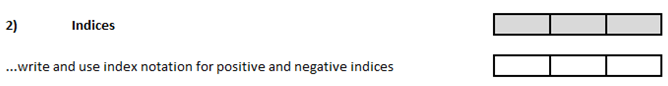 2) Indices
...write and use index notation for positive and negative indices